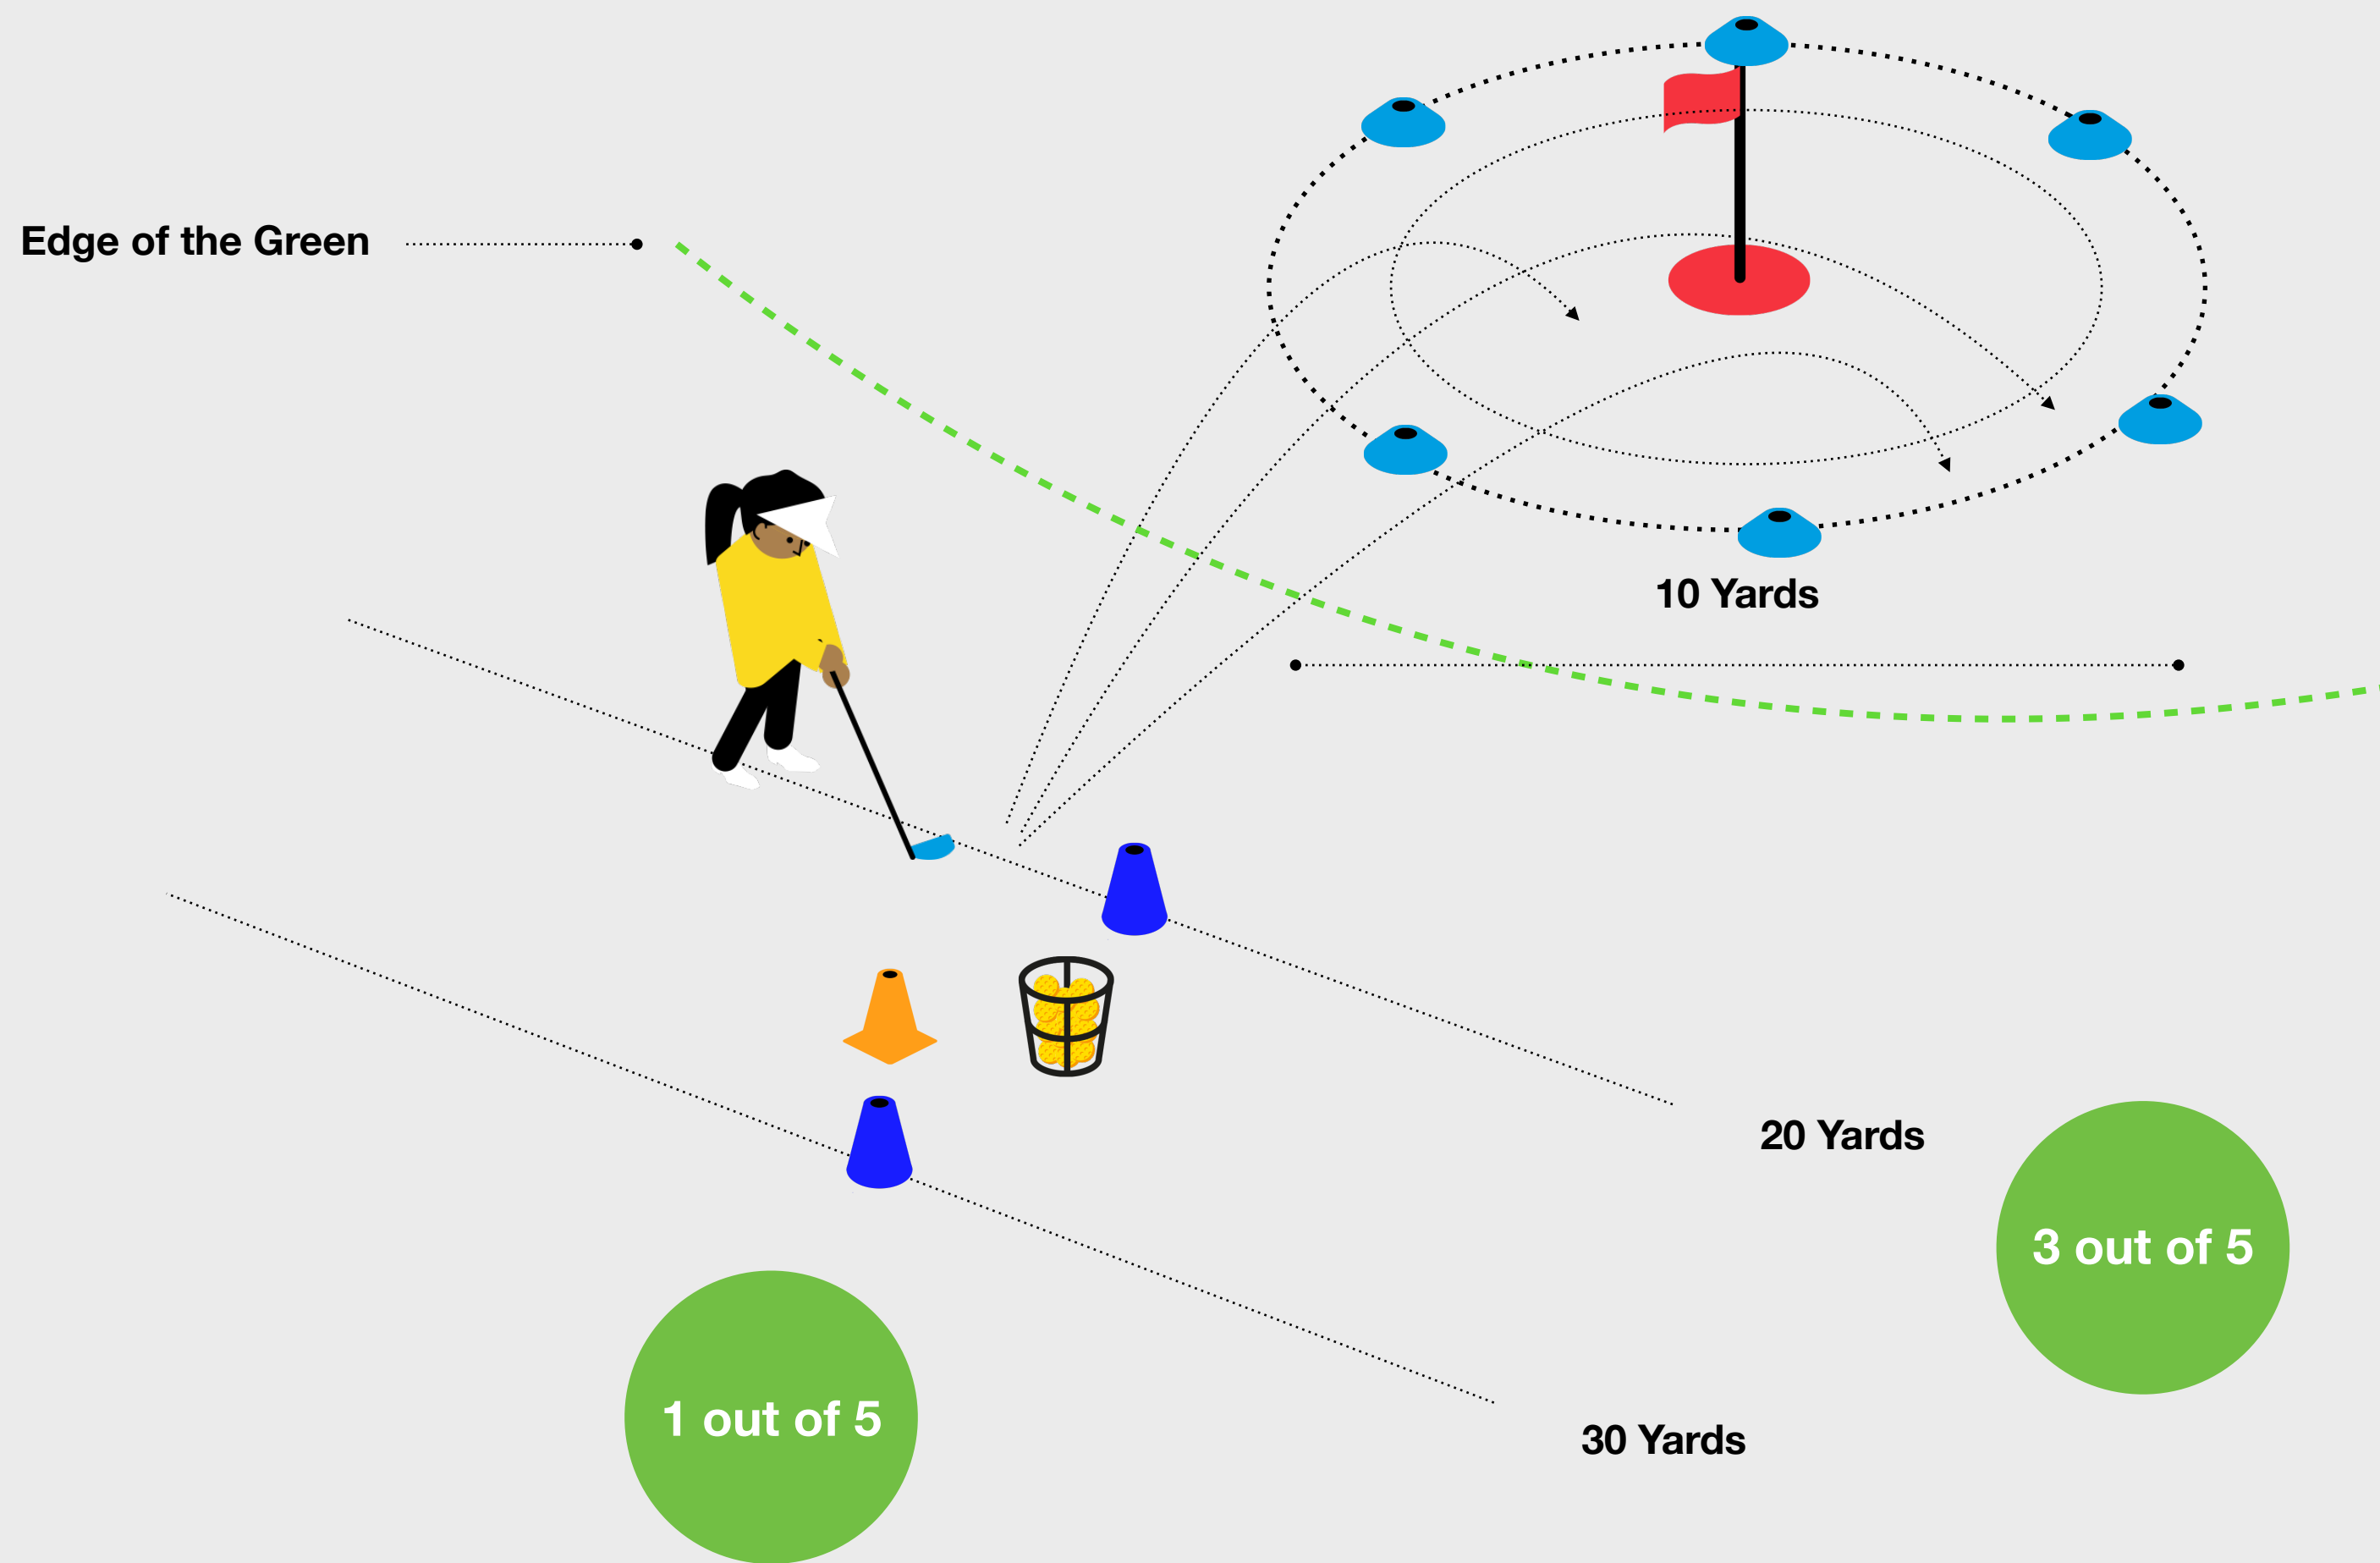 Edge of the Green
10 Yards
20 Yards
3 out of 5
1 out of 5
30 Yards